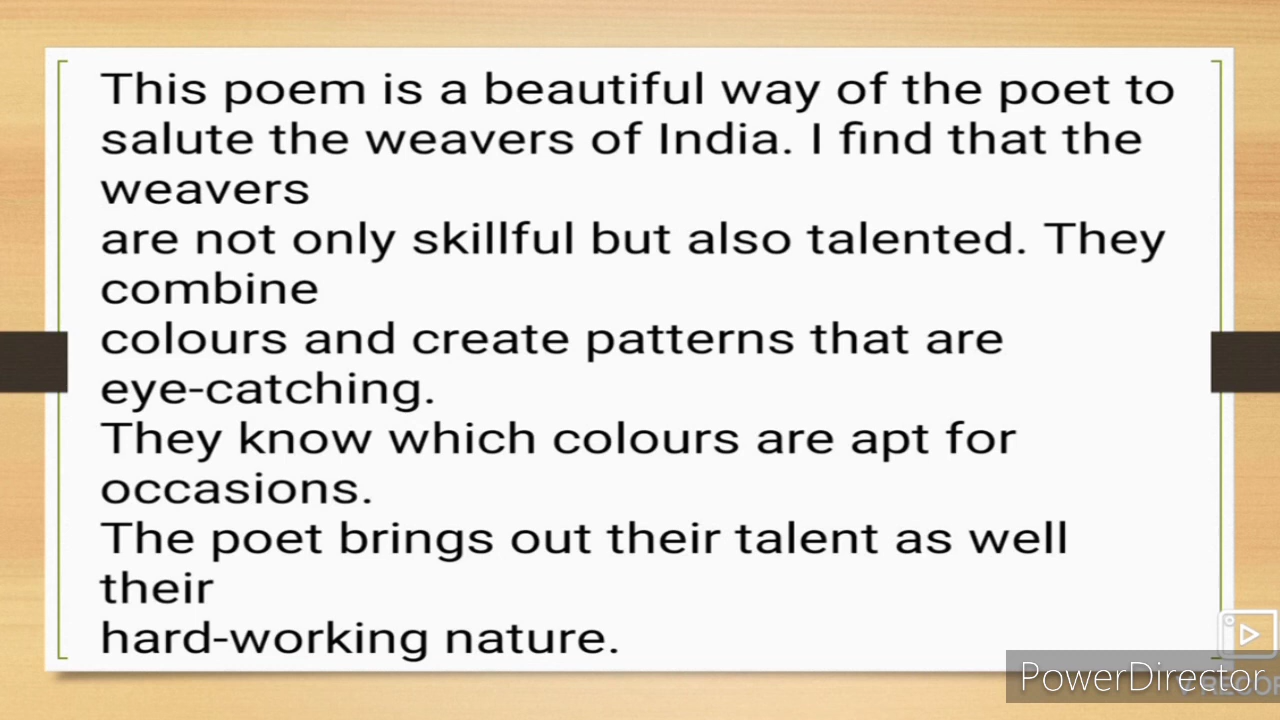 This poem is a beautiful way of the poet to
salute the weavers of India. I find that the
weavers
are not only skillful but also talented. They
combine
colours and create patterns that are
eye-catching.
They know which colours are apt for
occasions.
The poet brings out their talent as well
their
hard-working nature.
PowerDirector